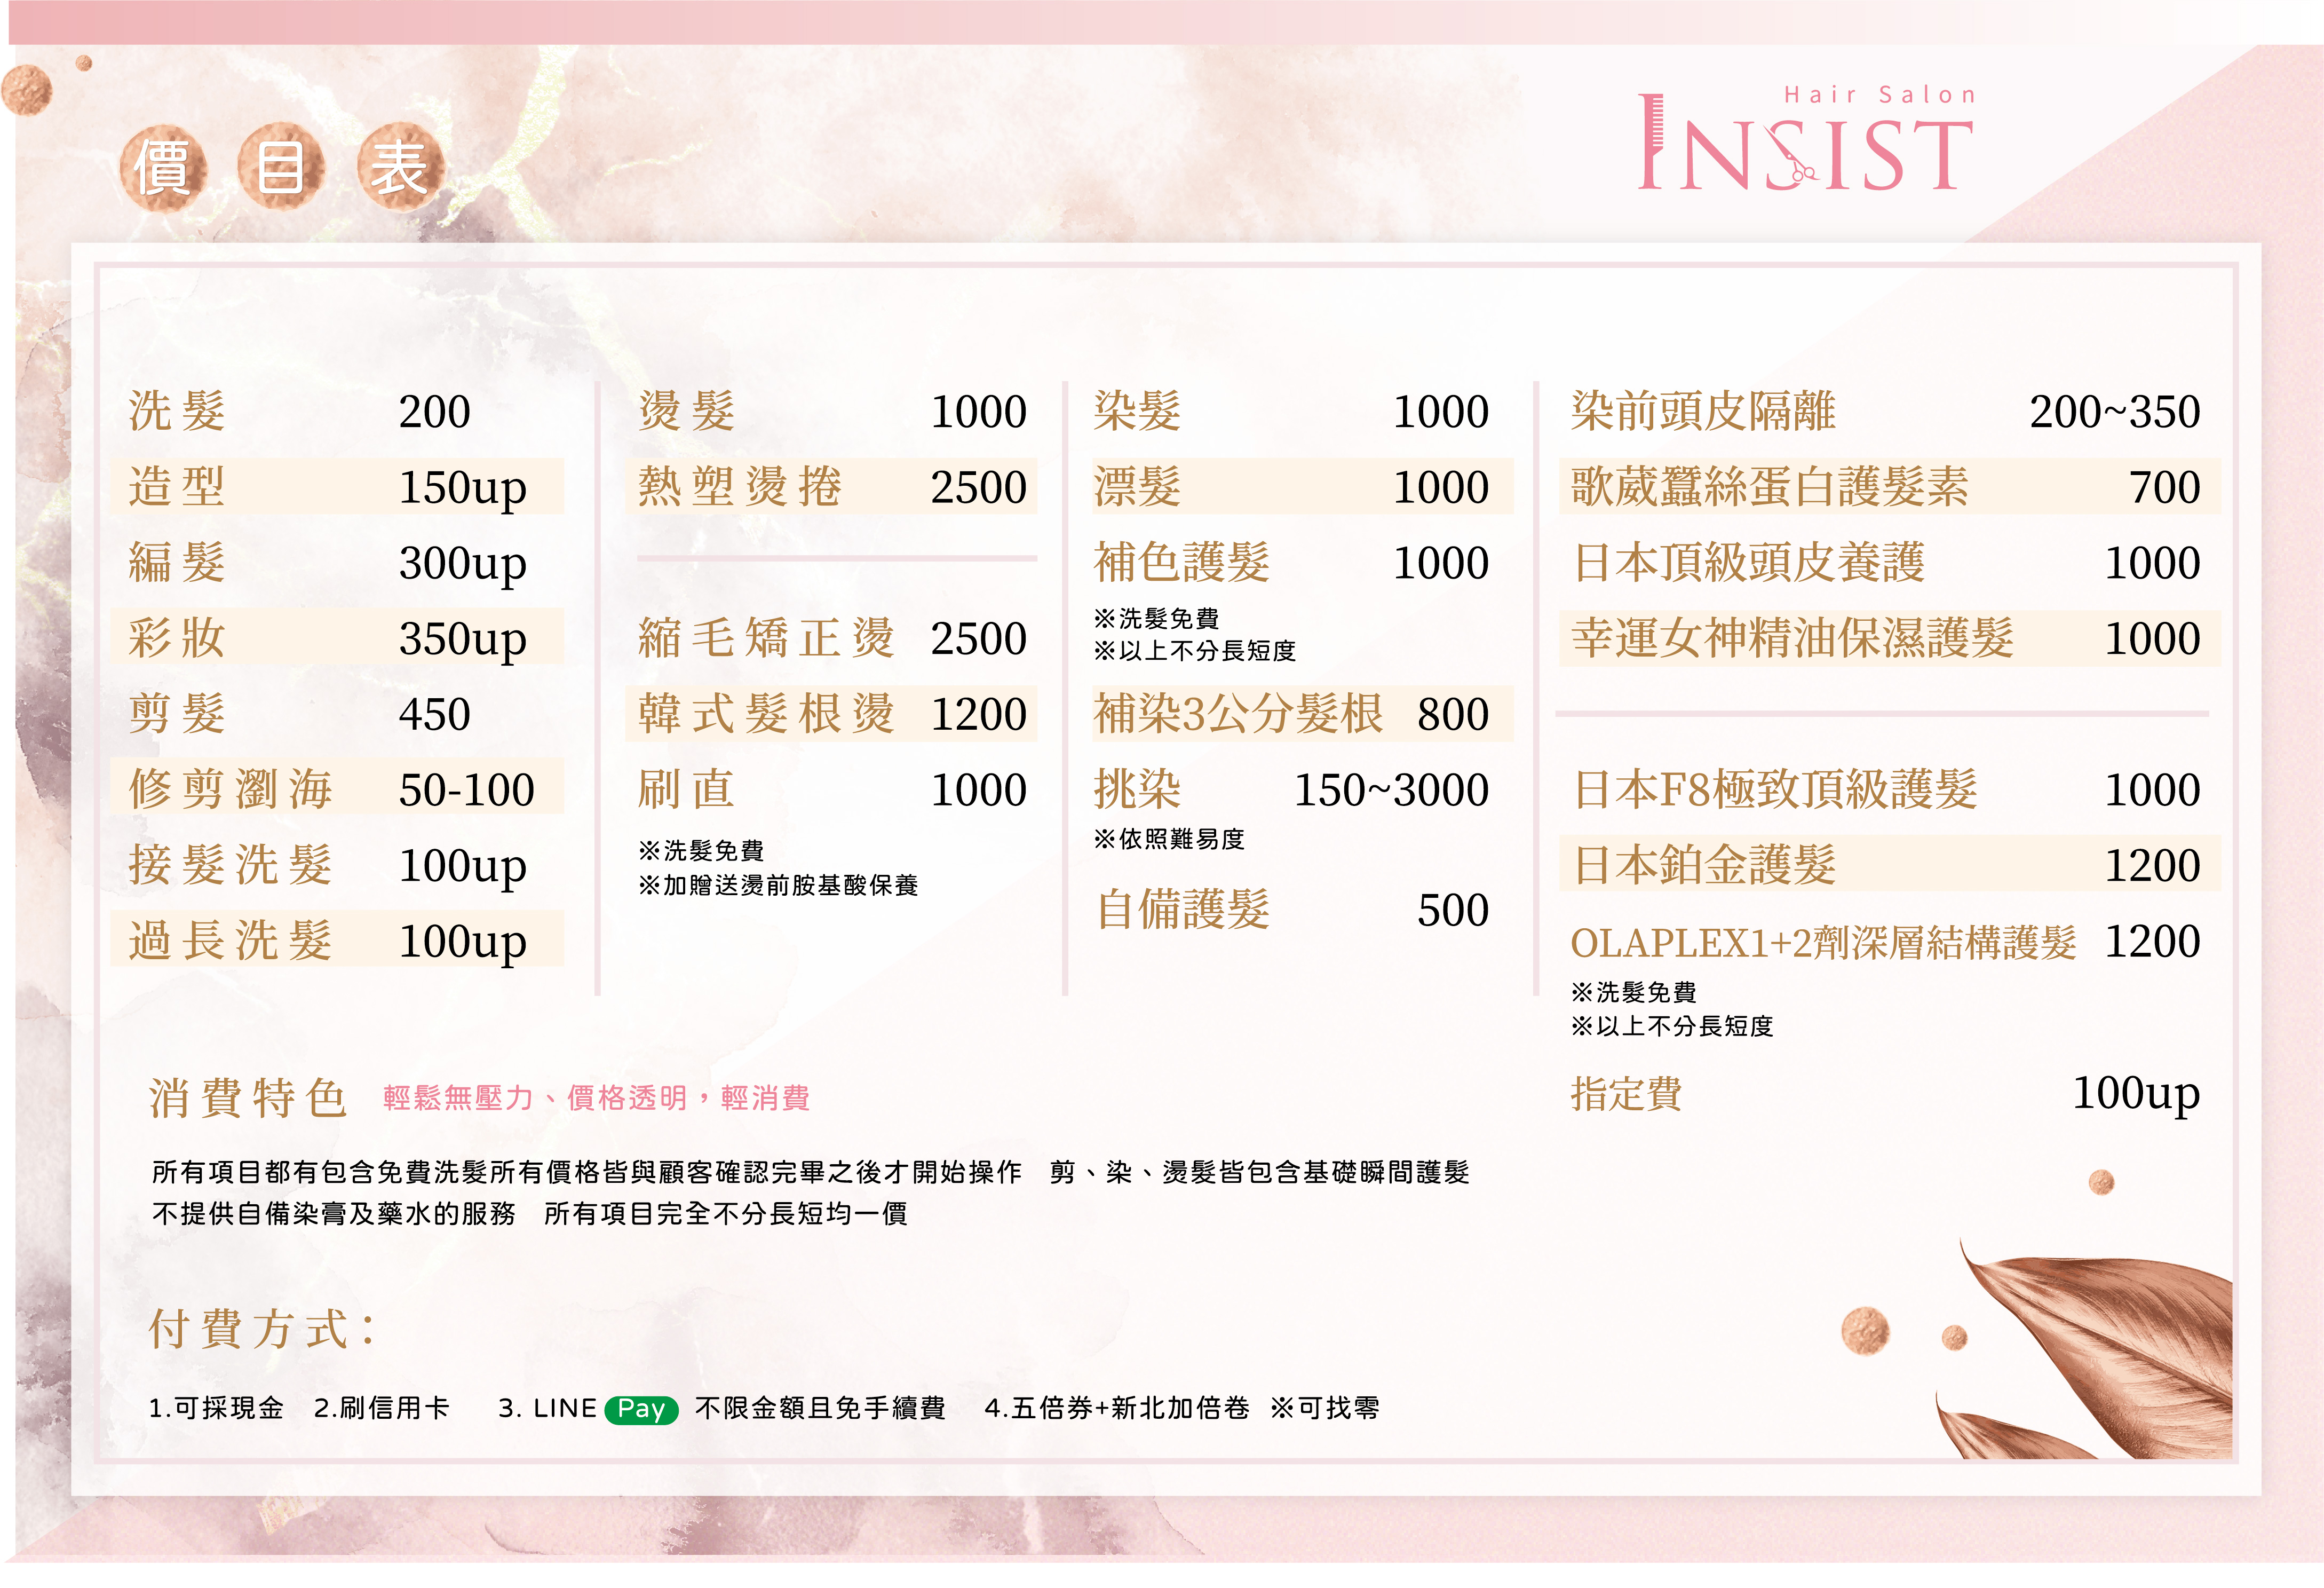 價目表
Hair Salon
INSIST
洗髮 200
造型 150up
編髮 300up
彩妝 350up
剪髮 450
修剪瀏海 50-100
接髮洗髮 100up
過長洗髮 100up
燙髮 1000
熱塑燙捲 2500
縮毛矯正燙 2500
韓式髮根燙 1200
刷直 1000
※洗髮免費
※加贈送燙前胺基酸保養
染髮 1000
漂髮 1000
補色護髮 1000
※洗髮免費
※以上不分長短度
補染3公分髮根 800
挑染 150~3000
※依照難易度
自備護髮 500
染前頭皮隔離 200~350
歌葳蠶絲蛋白護髮素 700
日本頂級頭皮養護 1000
幸運女神精油保濕護髮 1000
日本F8極致頂級護髮 1000
日本鉑金護髮 1200
OLAPLEX1+2劑深層結構護髮 1200
※洗髮免費
※以上不分長短度
指定費 100up
消費特色 輕鬆無壓力、價格透明，輕消費
所有項目都有包含免費洗髮所有價格皆與顧客確認完畢之後才開始操作 剪、染、燙髮皆包含基礎瞬間護髮
不提供自備染膏及藥水的服務 所有項目完全不分長短均一價
付費方式：
1.可採現金 2.刷信用卡 3. LINE Pay 不限金額且免手續費 4.五倍券+新北加倍卷 ※可找零